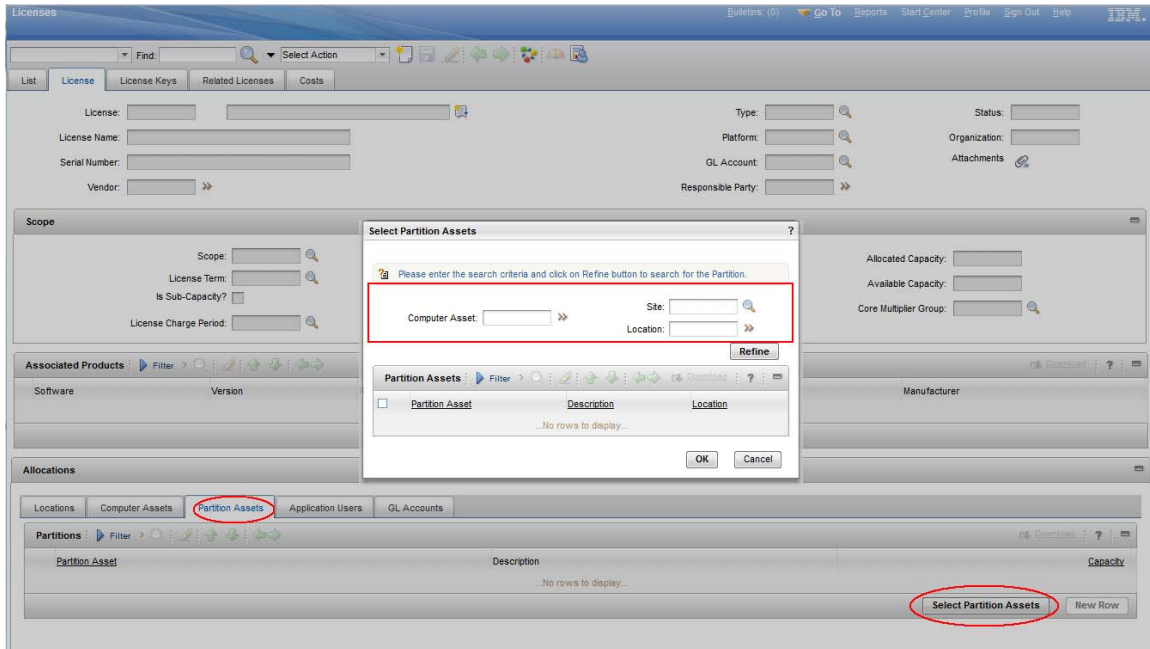 Licenses Bulletins: (0) Go To Reports Start Center Profile Sign Out Help IBM.
Find: Select Action
List License License Keys Related Licenses Costs
License: Type: Status:
License Name: Platform: Organization:
Serial Number: GL Account: Attachments
Vendor: Responsible Party:
Scope
Scope: Allocated Capacity:
License Term: Available Capacity:
Is Sub-Capacity? Core Multiplier Group:
License Charge Period:
Select Partition Assets ?
Please enter the search criteria and click on Refine button to search for the Partition.
Computer Asset: Site:
Location:
Refine
Partition Assets Filter Download ?
Partition Asset Description Location
...No rows to display...
OK Cancel
Associated Products Filter Download ?
Software Version Manufacturer
Allocations
Locations Computer Assets Partition Assets Application Users GL Accounts
Partitions Filter Download ?
Partition Asset Description Capacity
...No rows to display...
Select Partition Assets New Row